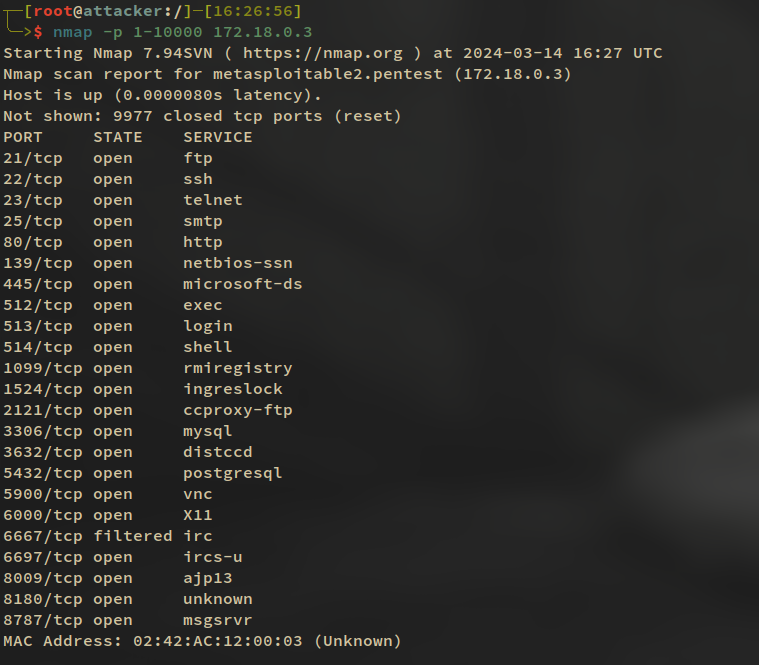 ┌─[root@attacker:/]─[16:26:56]
└─>$ nmap -p 1-10000 172.18.0.3
Starting Nmap 7.94SVN ( https://nmap.org ) at 2024-03-14 16:27 UTC
Nmap scan report for metasploitable2.pentest (172.18.0.3)
Host is up (0.0000080s latency).
Not shown: 9977 closed tcp ports (reset)
PORT     STATE    SERVICE
21/tcp   open     ftp
22/tcp   open     ssh
23/tcp   open     telnet
25/tcp   open     smtp
80/tcp   open     http
139/tcp  open     netbios-ssn
445/tcp  open     microsoft-ds
512/tcp  open     exec
513/tcp  open     login
514/tcp  open     shell
1099/tcp open     rmiregistry
1524/tcp open     ingreslock
2121/tcp open     ccproxy-ftp
3306/tcp open     mysql
3632/tcp open     distccd
5432/tcp open     postgresql
5900/tcp open     vnc
6000/tcp open     X11
6667/tcp filtered irc
6697/tcp open     ircs-u
8009/tcp open     ajp13
8180/tcp open     unknown
8787/tcp open     msgsrvr
MAC Address: 02:42:AC:12:00:03 (Unknown)